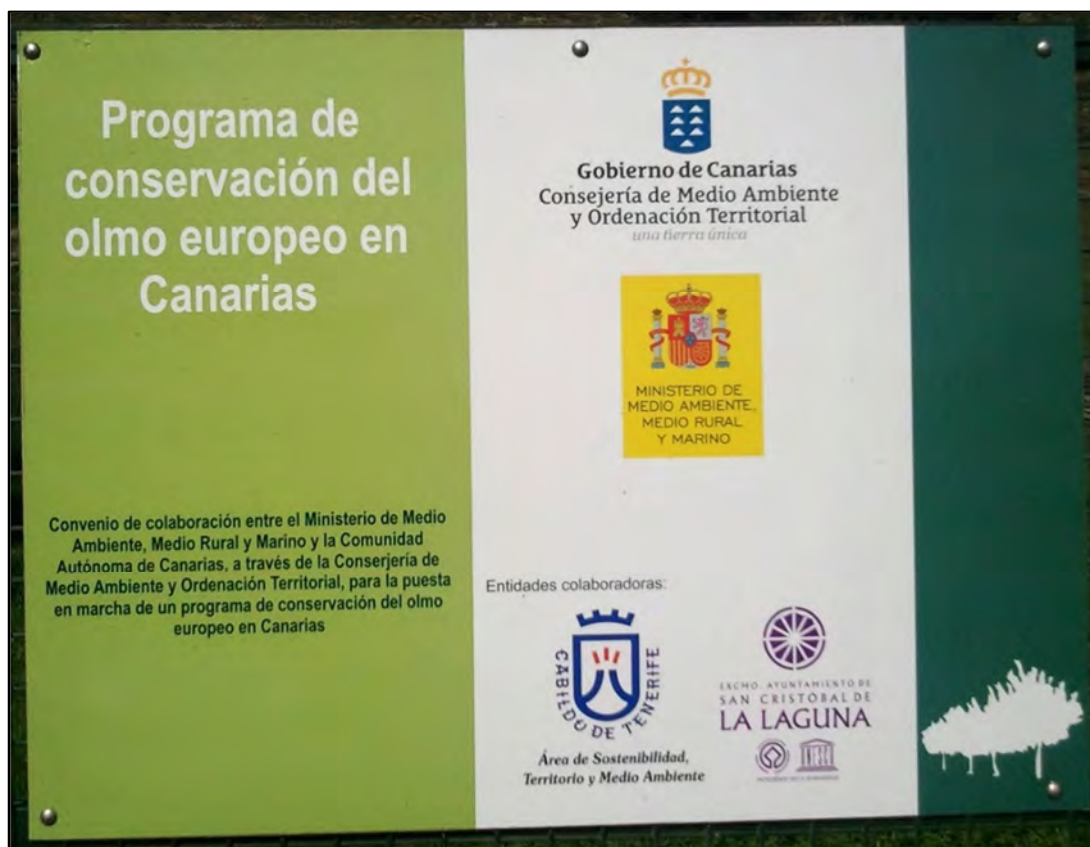 Programa de
conservación del
olmo europeo en
Canarias
Convenio de colaboración entre el Ministerio de Medio
Ambiente, Medio Rural y Marino y la Comunidad
Autónoma de Canarias, a través de la Conserjería de
Medio Ambiente y Ordenación Territorial, para la puesta
en marcha de un programa de conservación del olmo
europeo en Canarias
Gobierno de Canarias
Consejería de Medio Ambiente
y Ordenación Territorial
una tierra única
MINISTERIO DE
MEDIO AMBIENTE,
MEDIO RURAL
Y MARINO
Entidades colaboradoras:
CABILDO DE TENERIFE
Área de Sostenibilidad,
Territorio y Medio Ambiente
EXCMO. AYUNTAMIENTO DE
SAN CRISTÓBAL DE
LA LAGUNA
UNESCO